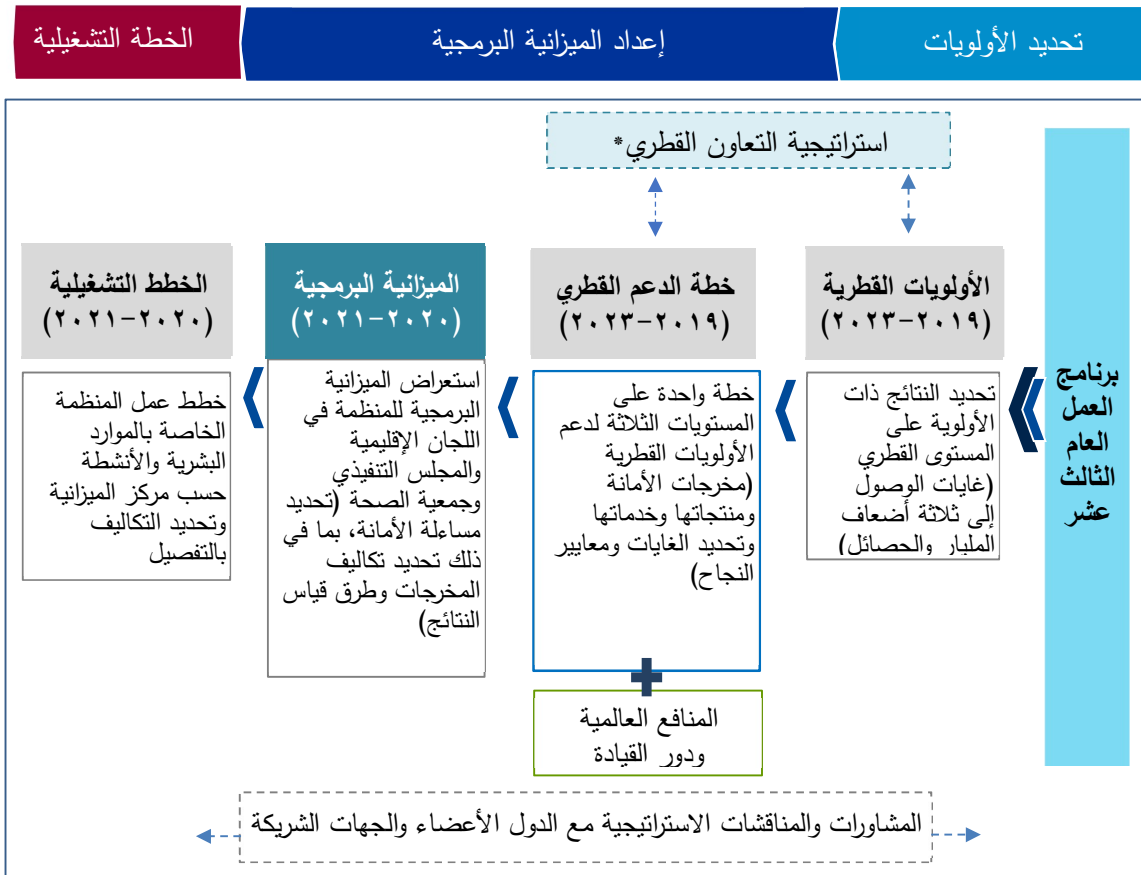 تحديد الأولويات
إعداد الميزانية البرمجية
الخطة التشغيلية
استراتيجية التعاون القطري*
برنامج
العمل
العام
الثالث
عشر
الأولويات القطرية
(٢٠١٩-٢٠٢٣)
تحديد النتائج ذات
الأولوية على
المستوى القطري
(غايات الوصول
إلى ثلاثة أضعاف
المليار والحصائل)
خطة الدعم القطري
(٢٠١٩-٢٠٢٣)
خطة واحدة على
المستويات الثلاثة لدعم
الأولويات القطرية
(مخرجات الأمانة
ومنتجاتها وخدماتها
وتحديد الغايات ومعايير
النجاح)
المنافع العالمية
ودور القيادة
الميزانية البرمجية
(٢٠٢٠-٢٠٢١)
استعراض الميزانية
البرمجية للمنظمة في
اللجان الإقليمية
والمجلس التنفيذي
وجمعية الصحة (تحديد
مساءلة الأمانة، بما في
ذلك تحديد تكاليف
المخرجات وطرق قياس
النتائج)
الخطط التشغيلية
(٢٠٢٠-٢٠٢١)
خطط عمل المنظمة
الخاصة بالموارد
البشرية والأنشطة
حسب مركز الميزانية
وتحديد التكاليف
بالتفصيل
المشاورات والمناقشات الاستراتيجية مع الدول الأعضاء والجهات الشريكة